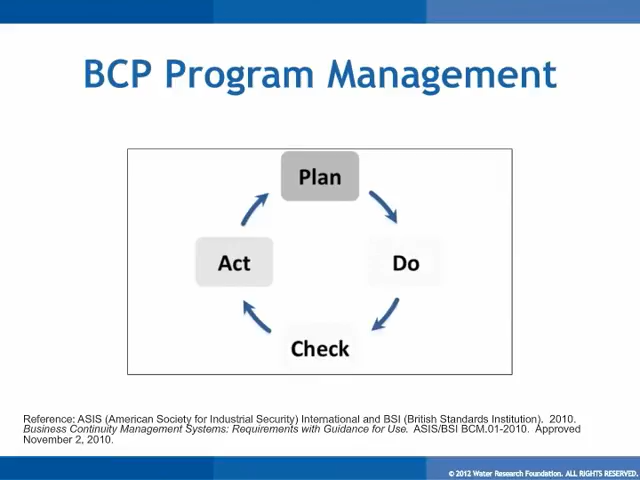 BCP Program Management
Plan
Act
Do
Check
Reference: ASIS (American Society for Industrial Security) International and BSI (British Standards Institution).  2010.
Business Continuity Management Systems: Requirements with Guidance for Use.  ASIS/BSI BCM.01-2010.  Approved
November 2, 2010.
© 2012 Water Research Foundation. ALL RIGHTS RESERVED.